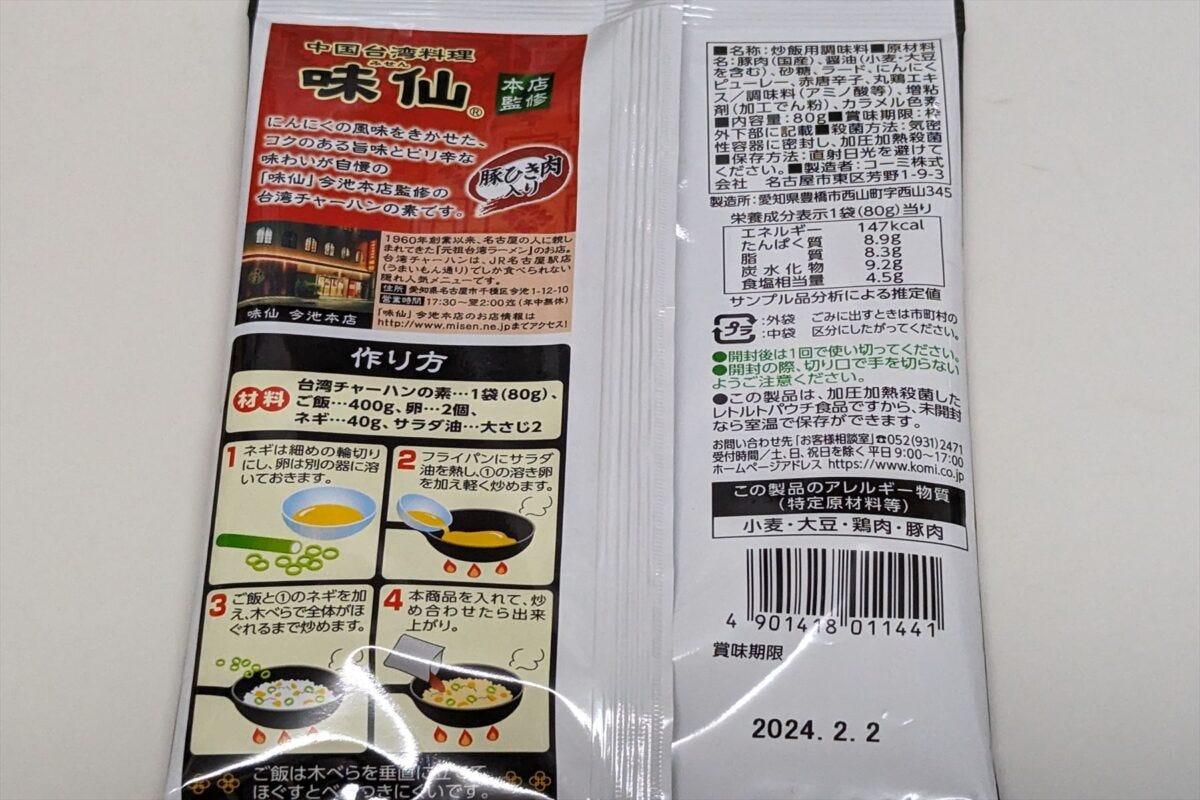 中国台湾料理
みせん
味仙®
本店
監修
にんにくの風味をきかせた、
コクのある旨味とピリ辛な
味わいが自慢の
「味仙」今池本店監修の
台湾チャーハンの素です。
豚ひき肉
入り
1960年創業以来、名古屋の人に親し
まれてきた『元祖台湾ラーメン』のお店。
台湾チャーハンは、JR名古屋駅店
(うまいもん通り)でしか食べられない
隠れ人気メニューです。
住所 愛知県名古屋市千種区今池1-12-10
営業時間 17:30〜翌2:00迄(年中無休)
「味仙」今池本店のお店情報は
http://www.misen.ne.jpまでアクセス!
味仙 今池本店
作り方
材料
台湾チャーハンの素…1袋(80g)、
ご飯…400g、卵…2個、
ネギ…40g、サラダ油…大さじ2
1 ネギは細めの輪切り
にし、卵は別の器に溶
いておきます。
2 フライパンにサラダ
油を熱し、①の溶き卵
を加え軽く炒めます。
3 ご飯と①のネギを加
え、木べらで全体がほ
ぐれるまで炒めます。
4 本商品を入れて、炒
め合わせたら出来
上がり。
ご飯は木べらを垂直に立てて
ほぐすとべたつきにくいです。
■名称:炒飯用調味料■原材料
名:豚肉(国産)、醤油(小麦・大豆
を含む)、砂糖、ラード、にんにく
ピューレー、赤唐辛子、丸鶏エキ
ス/調味料(アミノ酸等)、増粘
剤(加工でん粉)、カラメル色素
■内容量:80g■賞味期限:枠
外下部に記載■殺菌方法:気密
性容器に密封し、加圧加熱殺菌
■保存方法:直射日光を避けて
ください。■製造者:コーミ株式
会社 名古屋市東区芳野1-9-3
製造所:愛知県豊橋市西山町字西山345
栄養成分表示1袋(80g)当り
エネルギー 147kcal
たんぱく質 8.9g
脂質 8.3g
炭水化物 9.2g
食塩相当量 4.5g
サンプル品分析による推定値
プラ
:外袋 ごみに出すときは市町村の
:中袋 区分にしたがってください。
●開封後は1回で使い切ってください。
●開封の際、切り口で手を切らない
ようご注意ください。
●この製品は、加圧加熱殺菌した
レトルトパウチ食品ですから、未開封
なら室温で保存ができます。
お問い合わせ先「お客様相談室」☎052(931)2471
受付時間/土、日、祝日を除く平日9:00〜17:00
ホームページアドレス https://www.komi.co.jp
この製品のアレルギー物質
(特定原材料等)
小麦・大豆・鶏肉・豚肉
4 901418 011441
賞味期限
2024. 2. 2